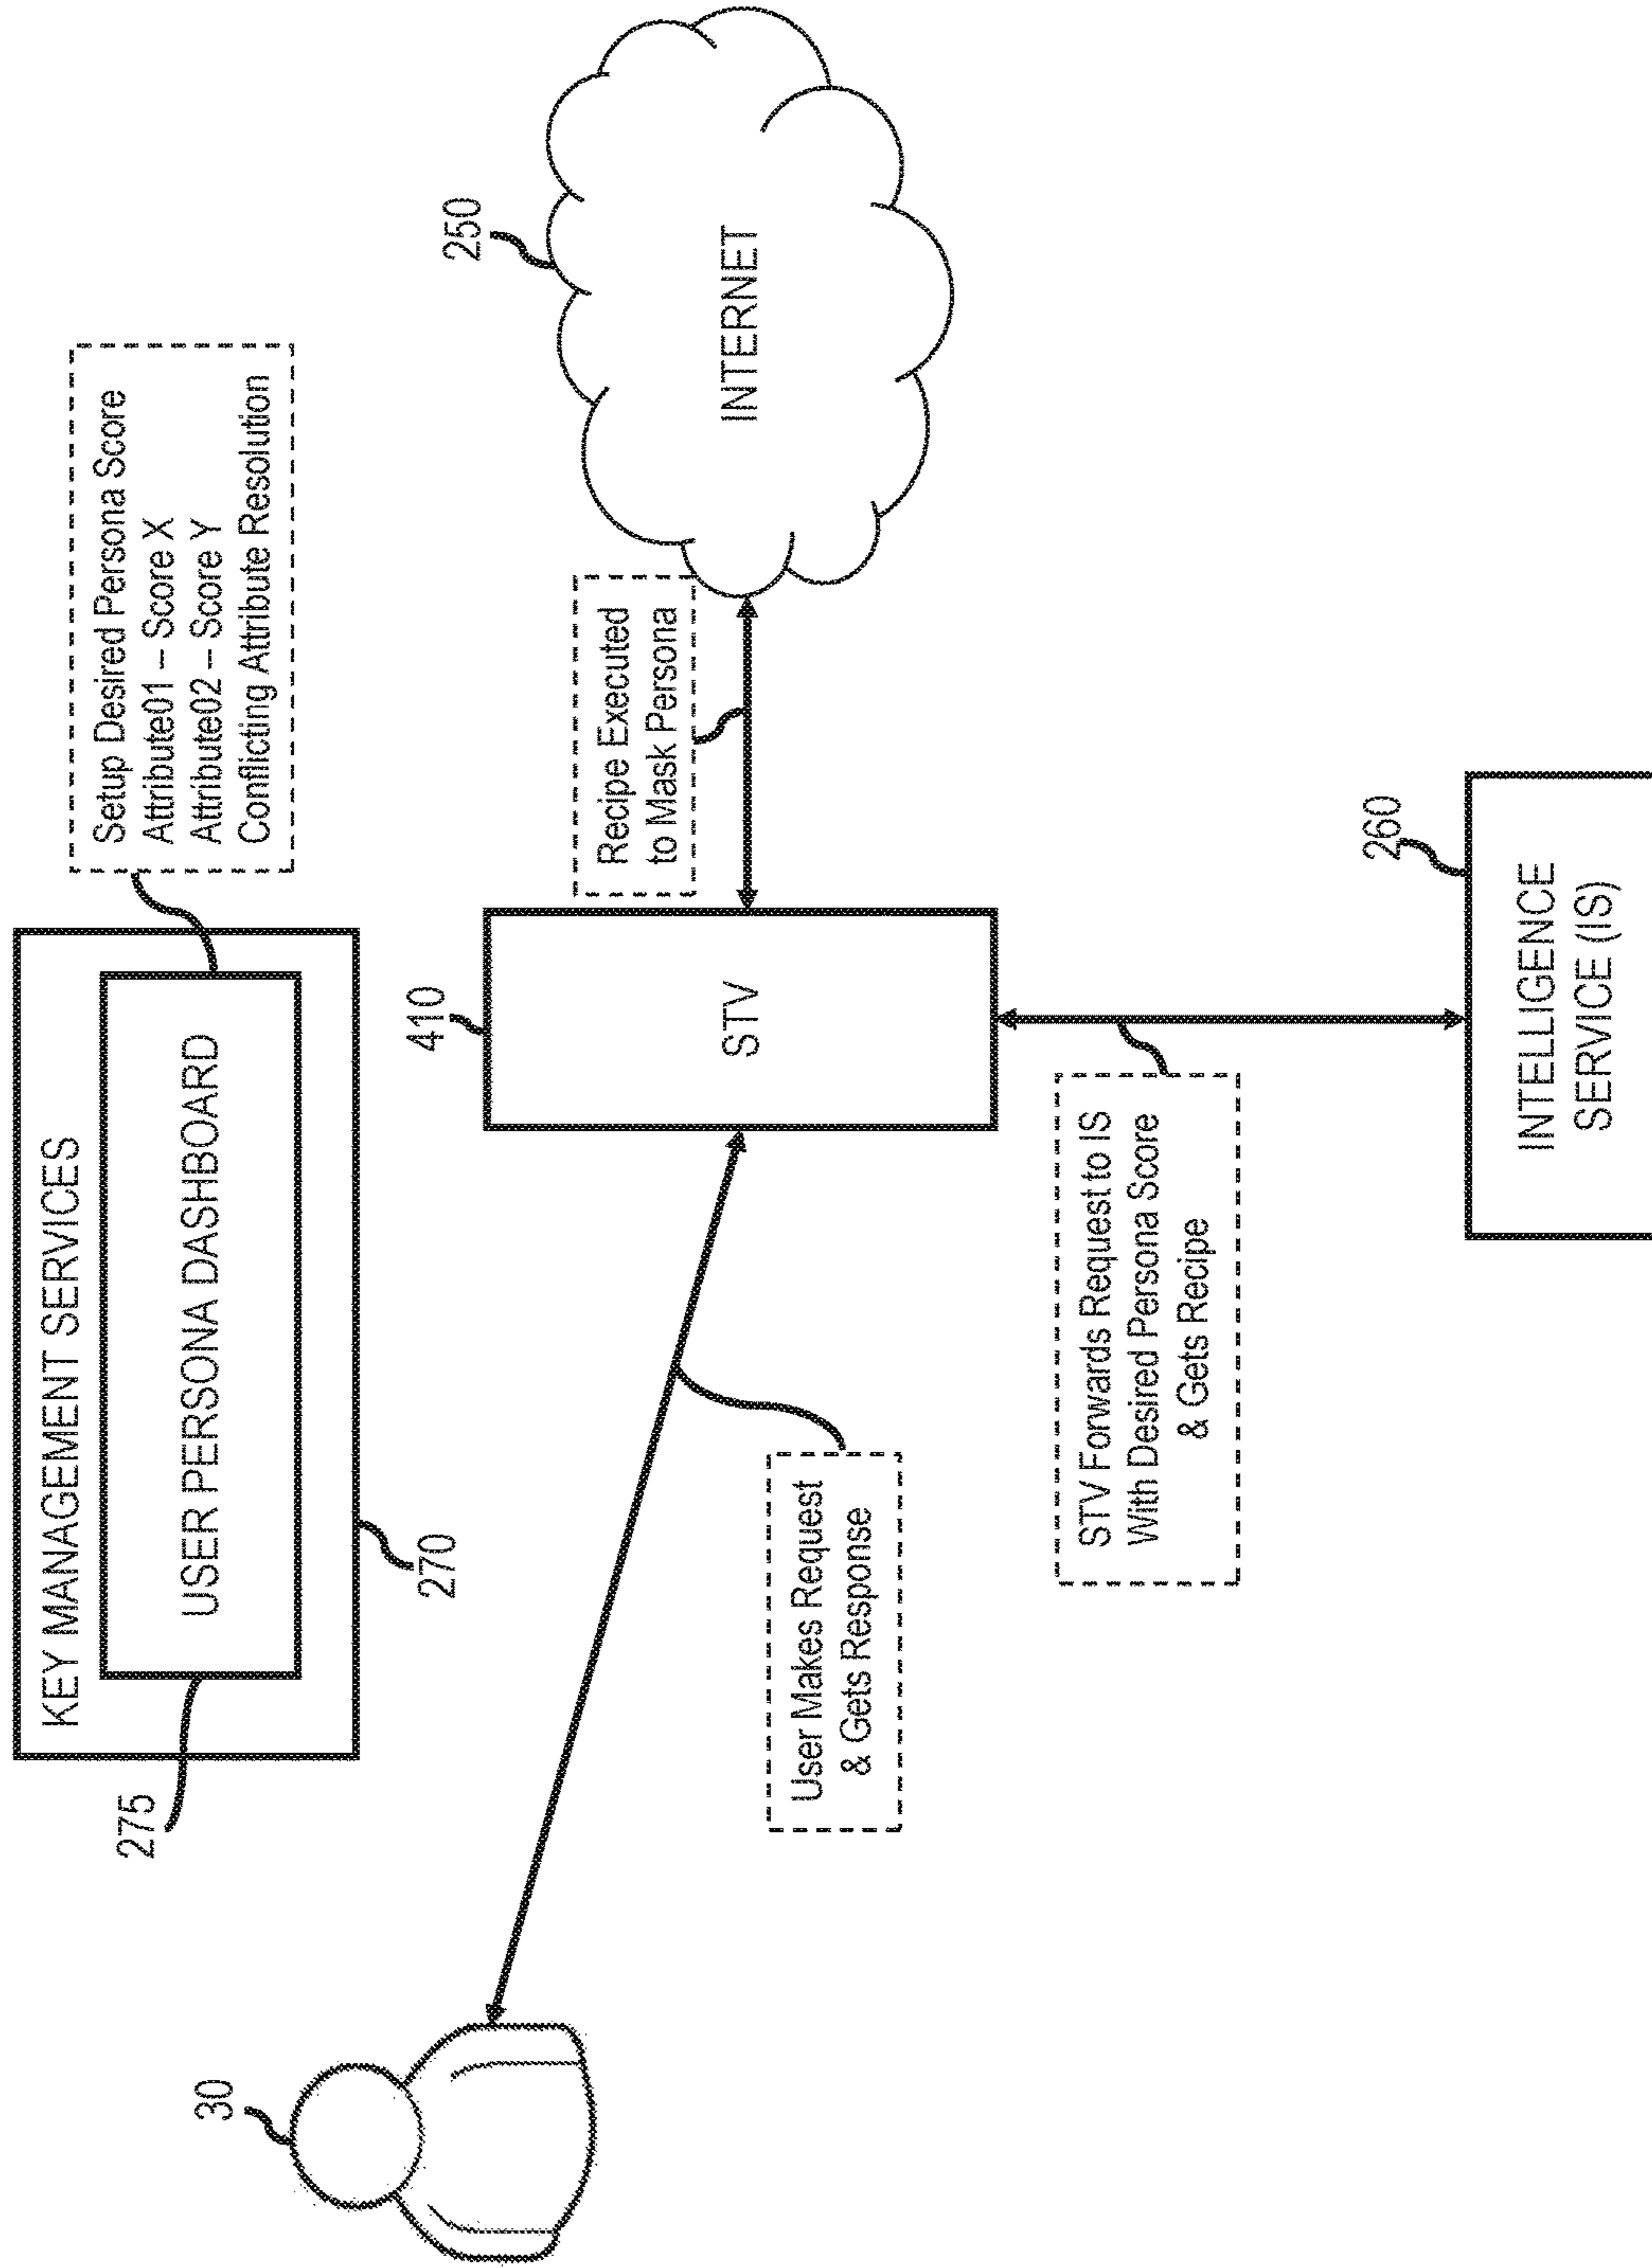 KEY MANAGEMENT SERVICES
USER PERSONA DASHBOARD
275
270
Setup Desired Persona Score
Attribute01 – Score X
Attribute02 – Score Y
Conflicting Attribute Resolution
30
410
STV
250
INTERNET
Recipe Executed
to Mask Persona
User Makes Request
& Gets Response
STV Forwards Request to IS
With Desired Persona Score
& Gets Recipe
260
INTELLIGENCE
SERVICE (IS)